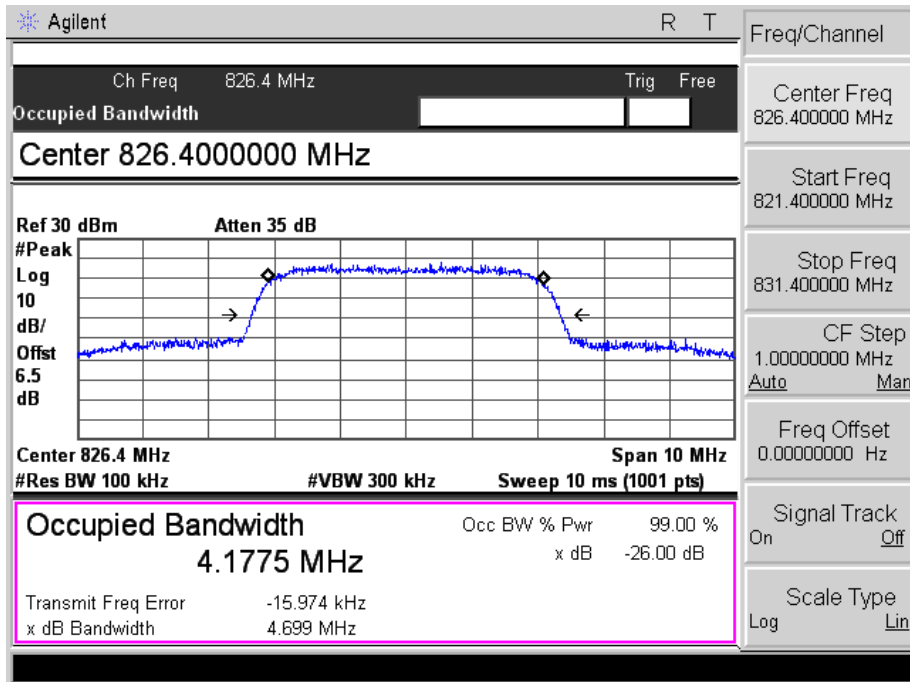 Agilent R T
Freq/Channel
Ch Freq 826.4 MHz Trig Free
Occupied Bandwidth
Center 826.4000000 MHz
Center Freq
826.400000 MHz
Start Freq
821.400000 MHz
Stop Freq
831.400000 MHz
CF Step
1.00000000 MHz
Auto Man
Freq Offset
0.00000000 Hz
Signal Track
On Off
Scale Type
Log Lin
Ref 30 dBm Atten 35 dB
#Peak
Log
10
dB/
Offst
6.5
dB
Center 826.4 MHz Span 10 MHz
#Res BW 100 kHz #VBW 300 kHz Sweep 10 ms (1001 pts)
Occupied Bandwidth
4.1775 MHz
Occ BW % Pwr 99.00 %
x dB -26.00 dB
Transmit Freq Error -15.974 kHz
x dB Bandwidth 4.699 MHz